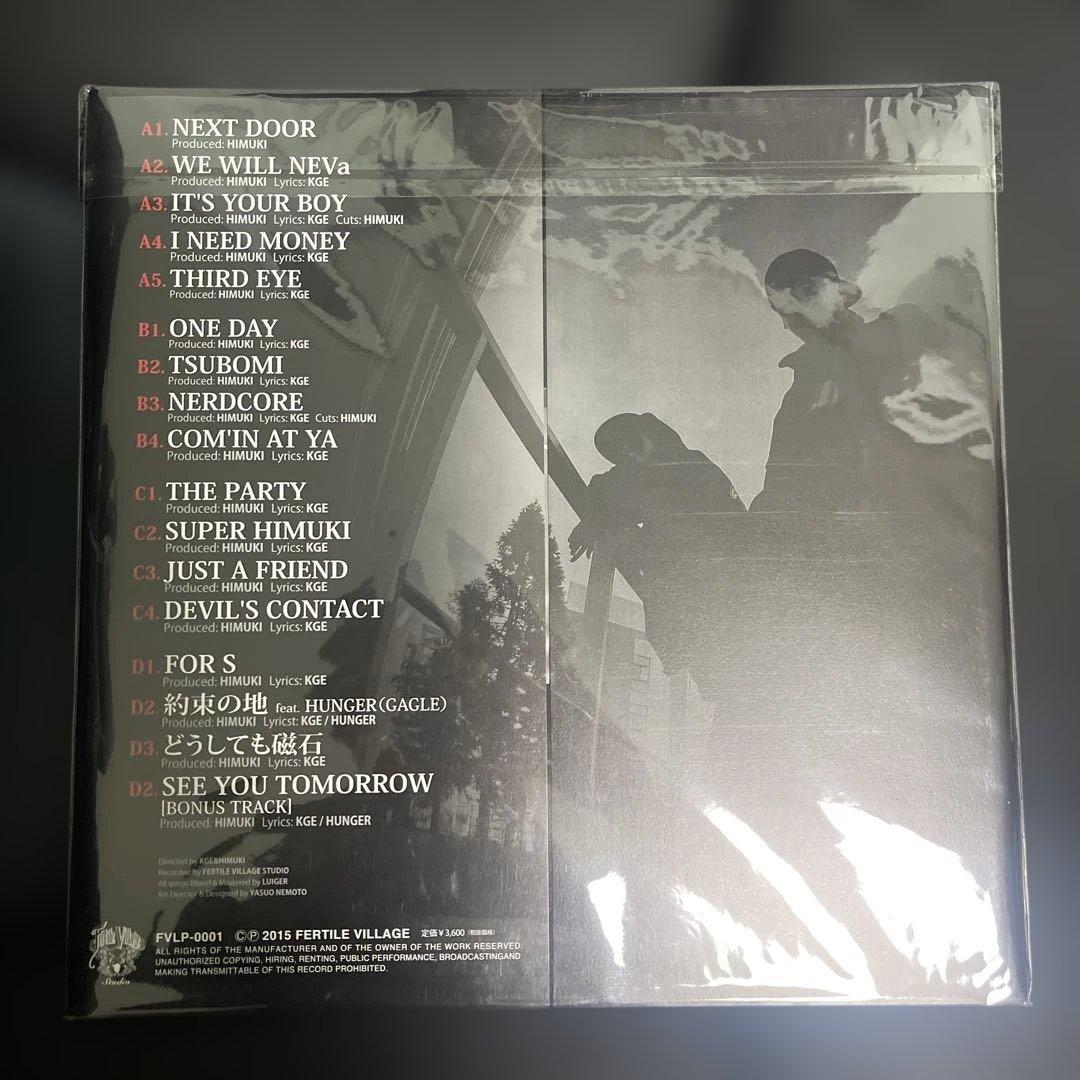 A1. NEXT DOOR
Produced: HIMUKI
A2. WE WILL NEVa
Produced: HIMUKI Lyrics: KGE
A3. IT'S YOUR BOY
Produced: HIMUKI Lyrics: KGE Cuts: HIMUKI
A4. I NEED MONEY
Produced: HIMUKI Lyrics: KGE
A5. THIRD EYE
Produced: HIMUKI Lyrics: KGE
B1. ONE DAY
Produced: HIMUKI Lyrics: KGE
B2. TSUBOMI
Produced: HIMUKI Lyrics: KGE
B3. NERDCORE
Produced: HIMUKI Lyrics: KGE Cuts: HIMUKI
B4. COM'IN AT YA
Produced: HIMUKI Lyrics: KGE
C1. THE PARTY
Produced: HIMUKI Lyrics: KGE
C2. SUPER HIMUKI
Produced: HIMUKI Lyrics: KGE
C3. JUST A FRIEND
Produced: HIMUKI Lyrics: KGE
C4. DEVIL'S CONTACT
Produced: HIMUKI Lyrics: KGE
D1. FOR S
Produced: HIMUKI Lyrics: KGE
D2. 約束の地 feat. HUNGER(GAGLE)
Produced: HIMUKI Lyricst: KGE / HUNGER
D3. どうしても磁石
Produced: HIMUKI Lyrics: KGE
D2. SEE YOU TOMORROW
[BONUS TRACK]
Produced: HIMUKI Lyrics: KGE / HUNGER
Directed by KGE&HIMUKI
Recorded by FERTILE VILLAGE STUDIO
All songs Mixed & Mastered by LUIGER
Art Director & Designed by YASUO NEMOTO
Fertile Village
Studio
FVLP-0001 ©℗ 2015 FERTILE VILLAGE 定価¥3,600(税抜価格)
ALL RIGHTS OF THE MANUFACTURER AND OF THE OWNER OF THE WORK RESERVED.
UNAUTHORIZED COPYING, HIRING, RENTING, PUBLIC PERFORMANCE, BROADCASTINGAND
MAKING TRANSMITTABLE OF THIS RECORD PROHIBITED.